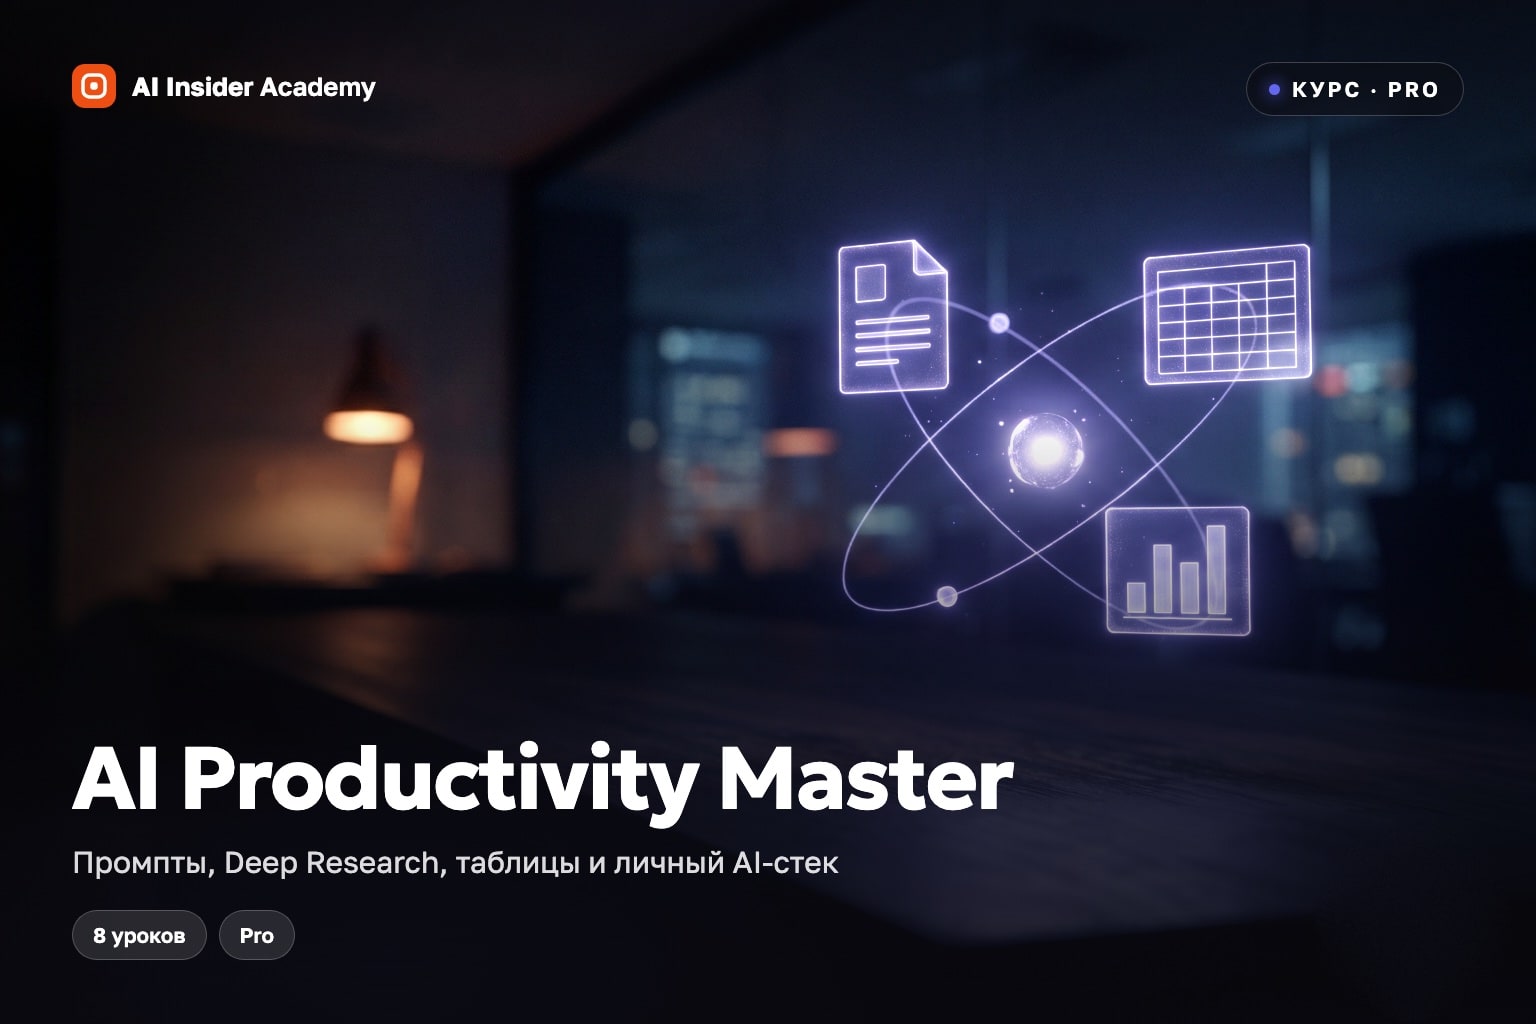 AI Insider Academy
КУРС · PRO
AI Productivity Master
Промпты, Deep Research, таблицы и личный AI-стек
8 уроков
Pro